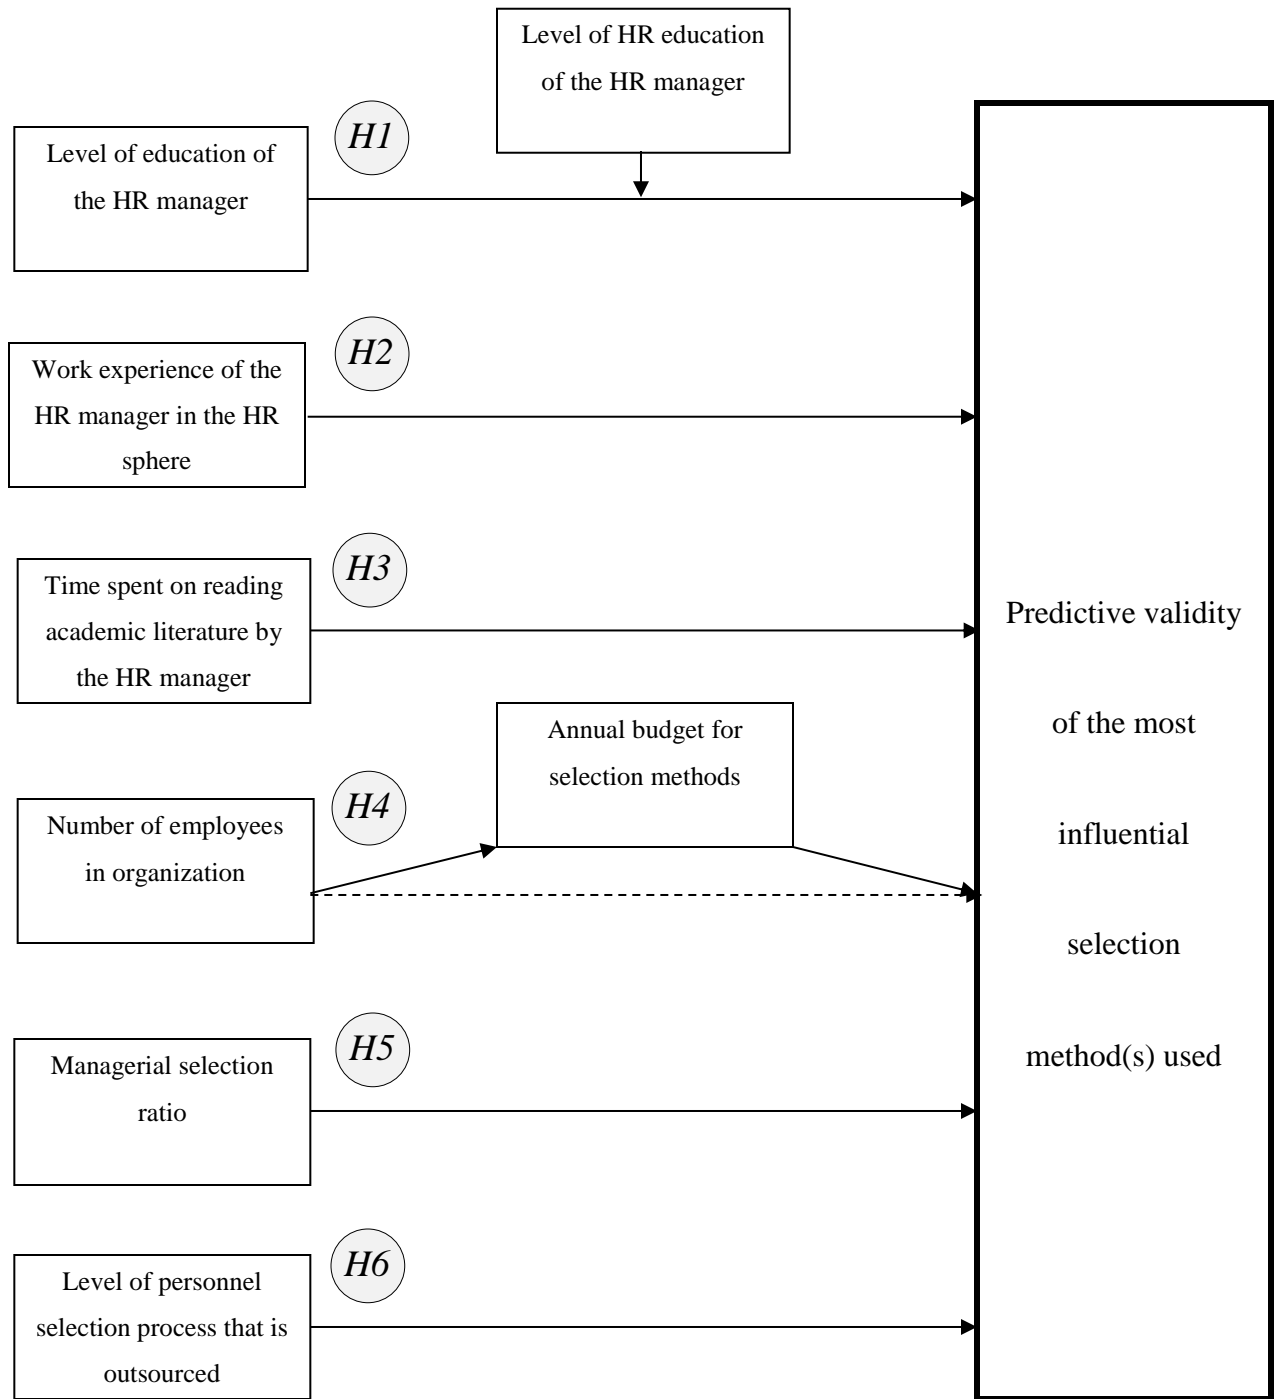 Level of HR education
of the HR manager
H1
Level of education of
the HR manager
H2
Work experience of the
HR manager in the HR
sphere
H3
Time spent on reading
academic literature by
the HR manager
Annual budget for
selection methods
H4
Number of employees
in organization
H5
Managerial selection
ratio
H6
Level of personnel
selection process that is
outsourced
Predictive validity
of the most
influential
selection
method(s) used